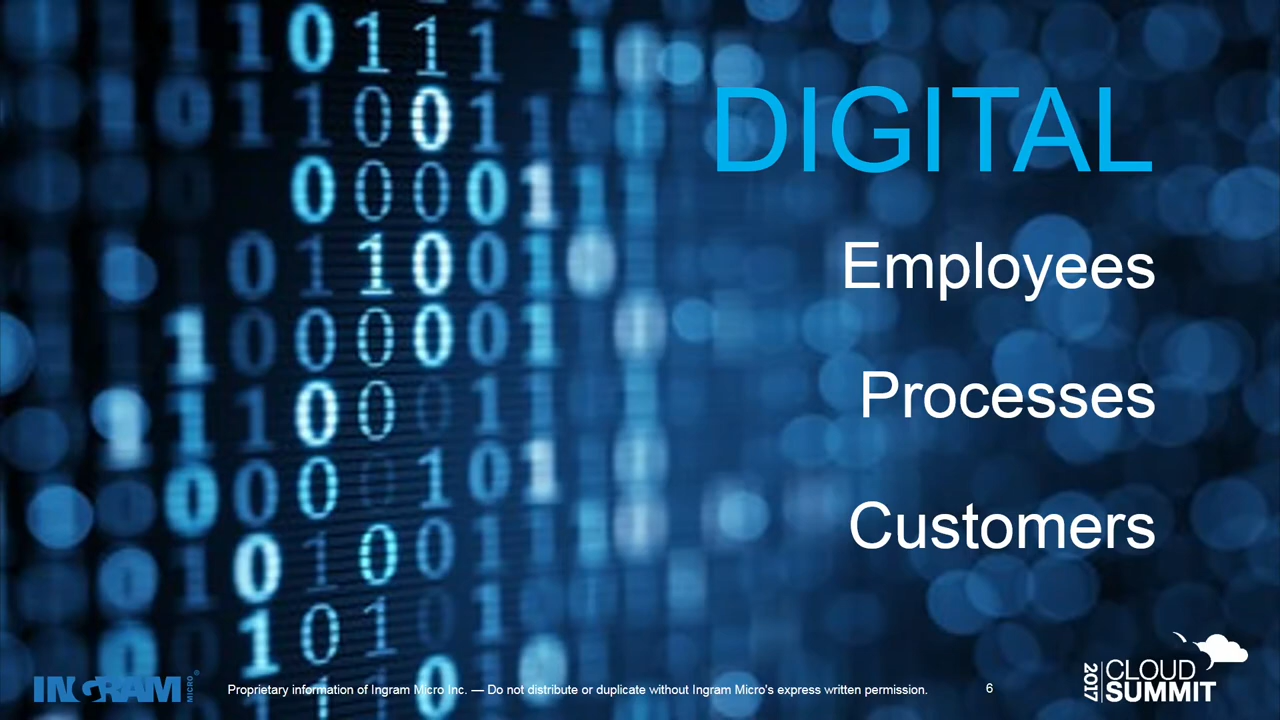 DIGITAL
Employees
Processes
Customers
INGRAM MICRO®
Proprietary information of Ingram Micro Inc. — Do not distribute or duplicate without Ingram Micro's express written permission.
6
2017 CLOUD
SUMMIT